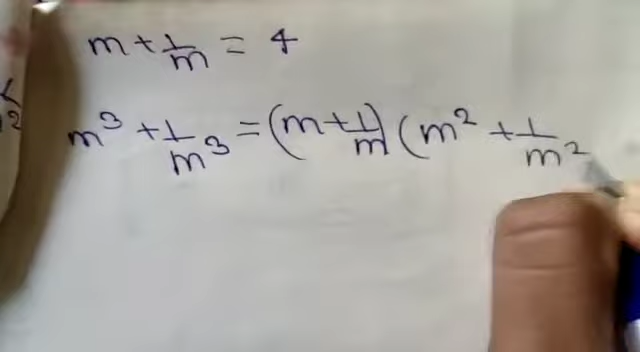 m + 1/m = 4
m³ + 1/m³ = (m + 1/m) (m² + 1/m²